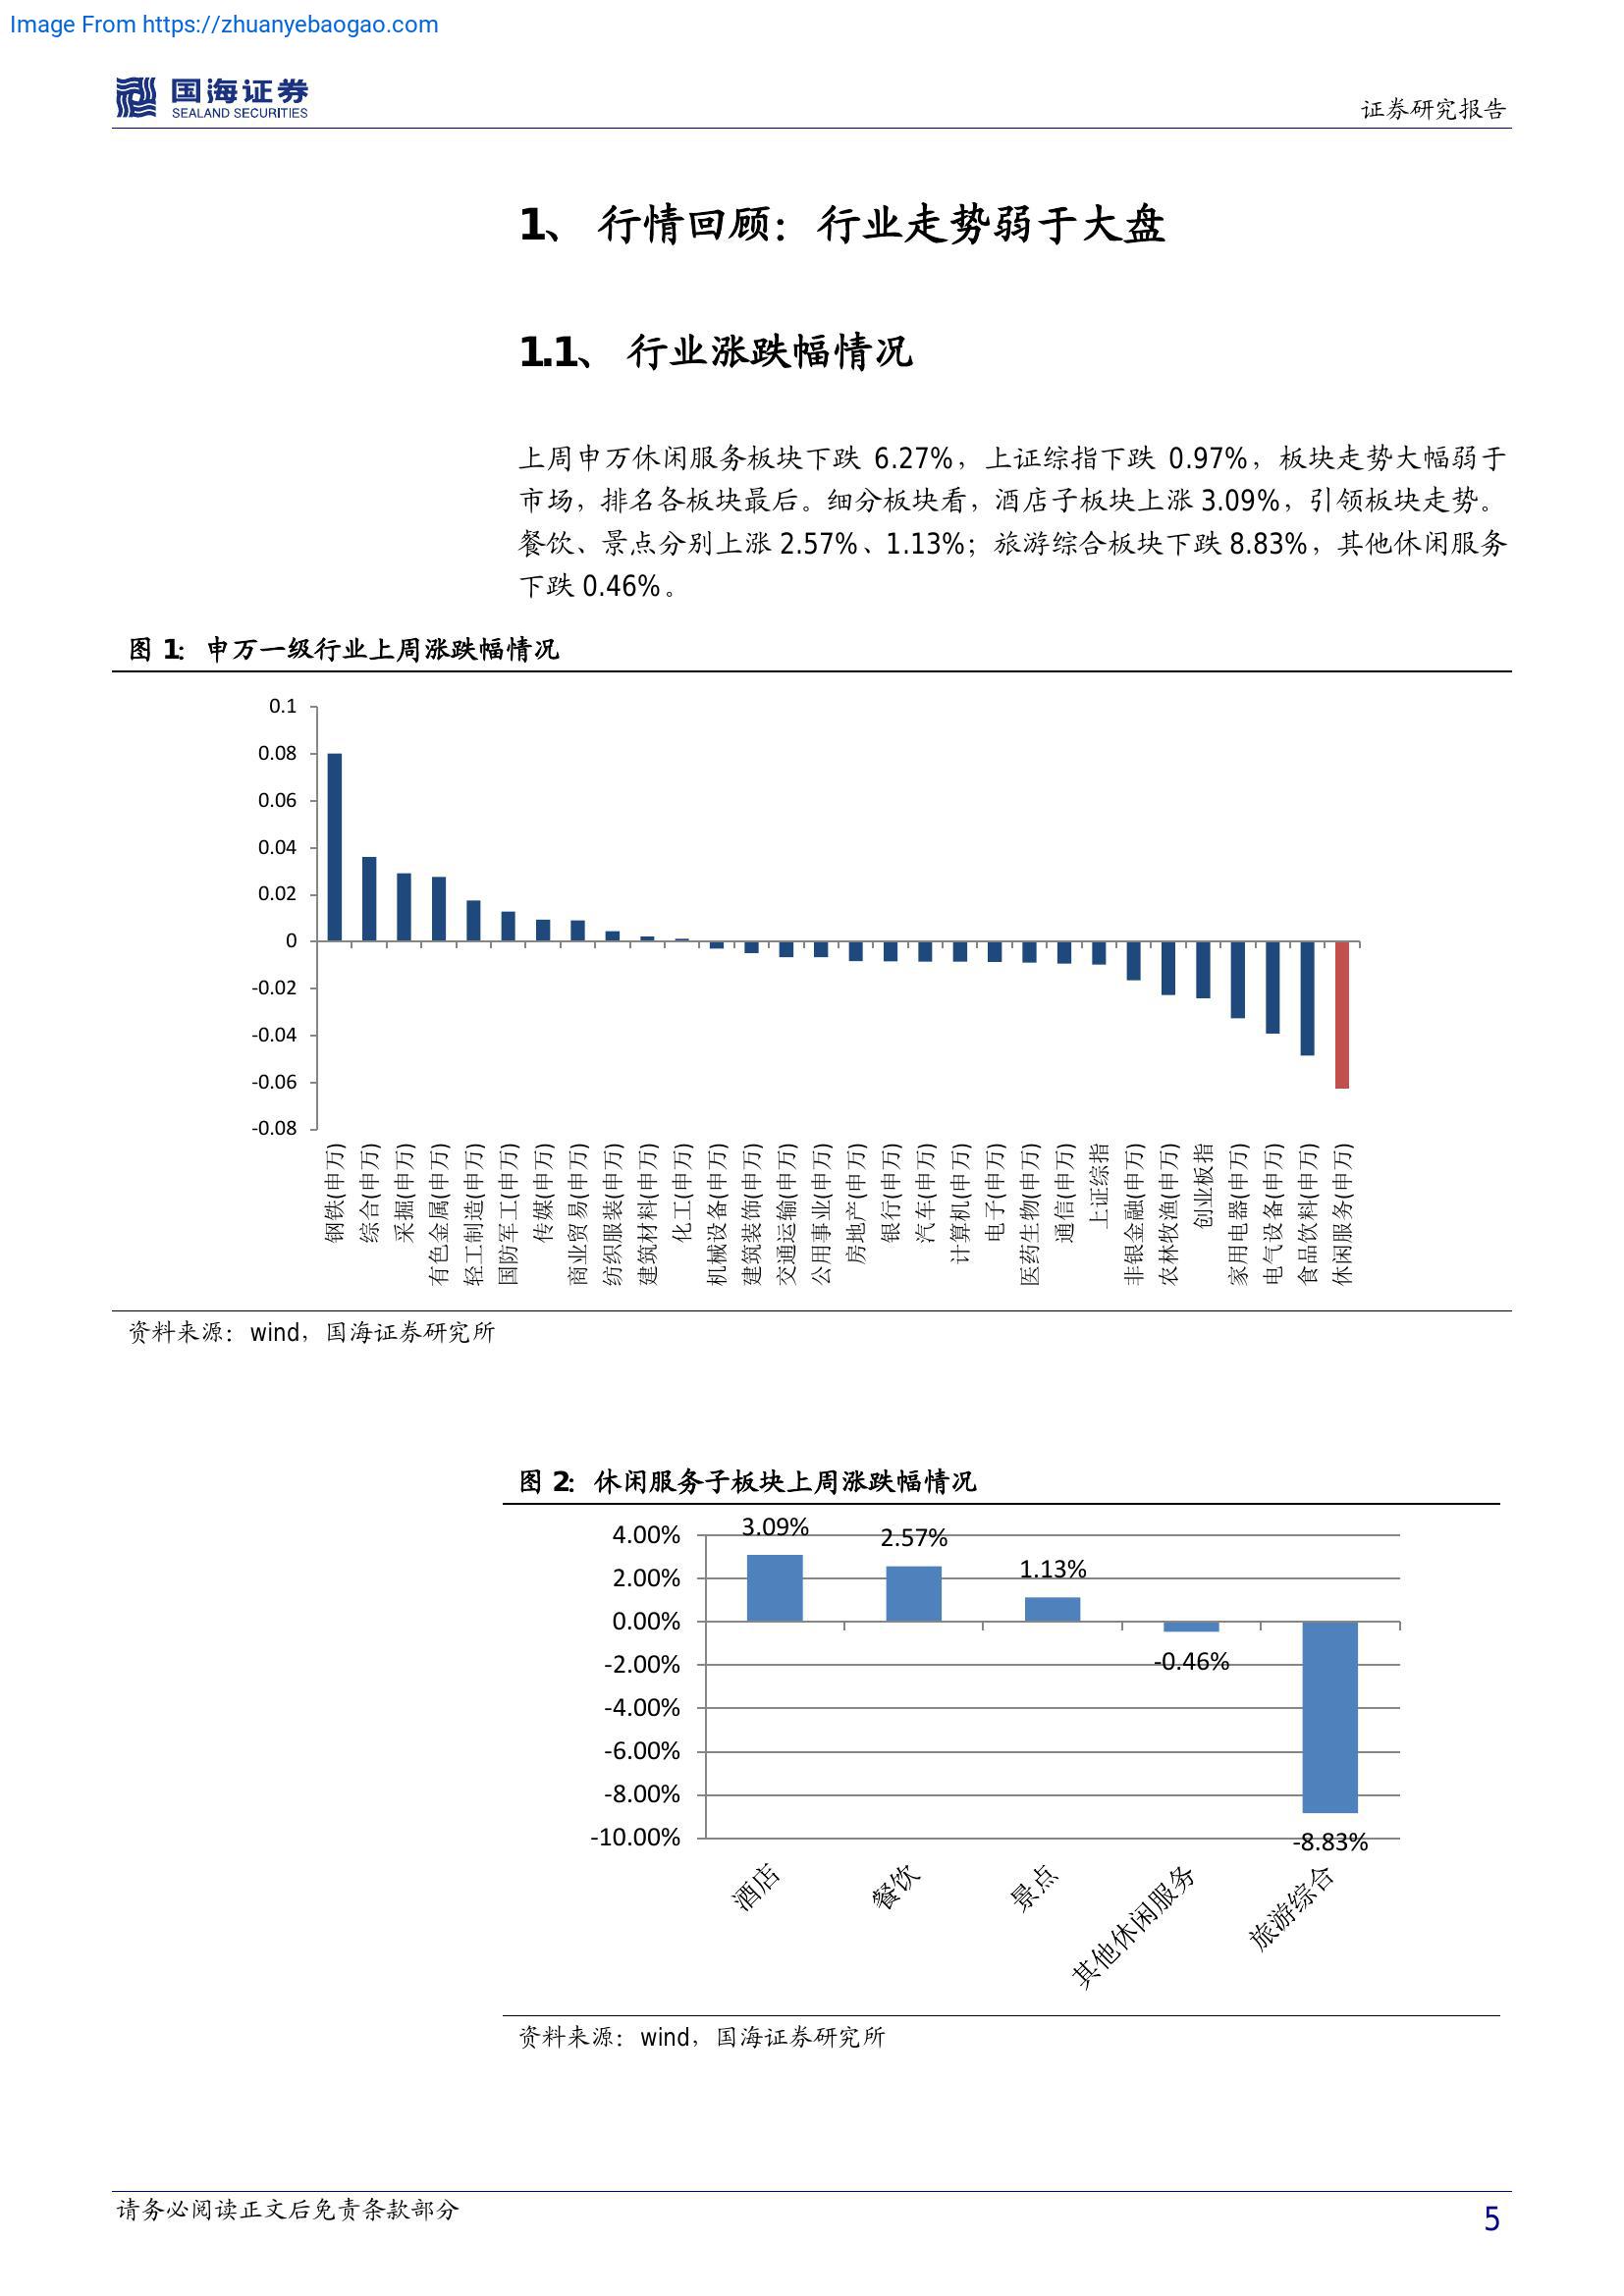 Image From https://zhuanyebaogao.com
国海证券
SEALAND SECURITIES
证券研究报告
1、 行情回顾：行业走势弱于大盘
1.1、 行业涨跌幅情况
上周申万休闲服务板块下跌 6.27%，上证综指下跌 0.97%，板块走势大幅弱于
市场，排名各板块最后。细分板块看，酒店子板块上涨 3.09%，引领板块走势。
餐饮、景点分别上涨 2.57%、1.13%；旅游综合板块下跌 8.83%，其他休闲服务
下跌 0.46%。
图 1：申万一级行业上周涨跌幅情况
0.1
0.08
0.06
0.04
0.02
0
-0.02
-0.04
-0.06
-0.08
钢铁(申万)
综合(申万)
采掘(申万)
有色金属(申万)
轻工制造(申万)
国防军工(申万)
传媒(申万)
商业贸易(申万)
纺织服装(申万)
建筑材料(申万)
化工(申万)
机械设备(申万)
建筑装饰(申万)
交通运输(申万)
公用事业(申万)
房地产(申万)
银行(申万)
汽车(申万)
计算机(申万)
电子(申万)
医药生物(申万)
通信(申万)
上证综指
非银金融(申万)
农林牧渔(申万)
创业板指
家用电器(申万)
电气设备(申万)
食品饮料(申万)
休闲服务(申万)
资料来源：wind，国海证券研究所
图 2：休闲服务子板块上周涨跌幅情况
4.00%
2.00%
0.00%
-2.00%
-4.00%
-6.00%
-8.00%
-10.00%
3.09%
2.57%
1.13%
-0.46%
-8.83%
酒店
餐饮
景点
其他休闲服务
旅游综合
资料来源：wind，国海证券研究所
请务必阅读正文后免责条款部分
5